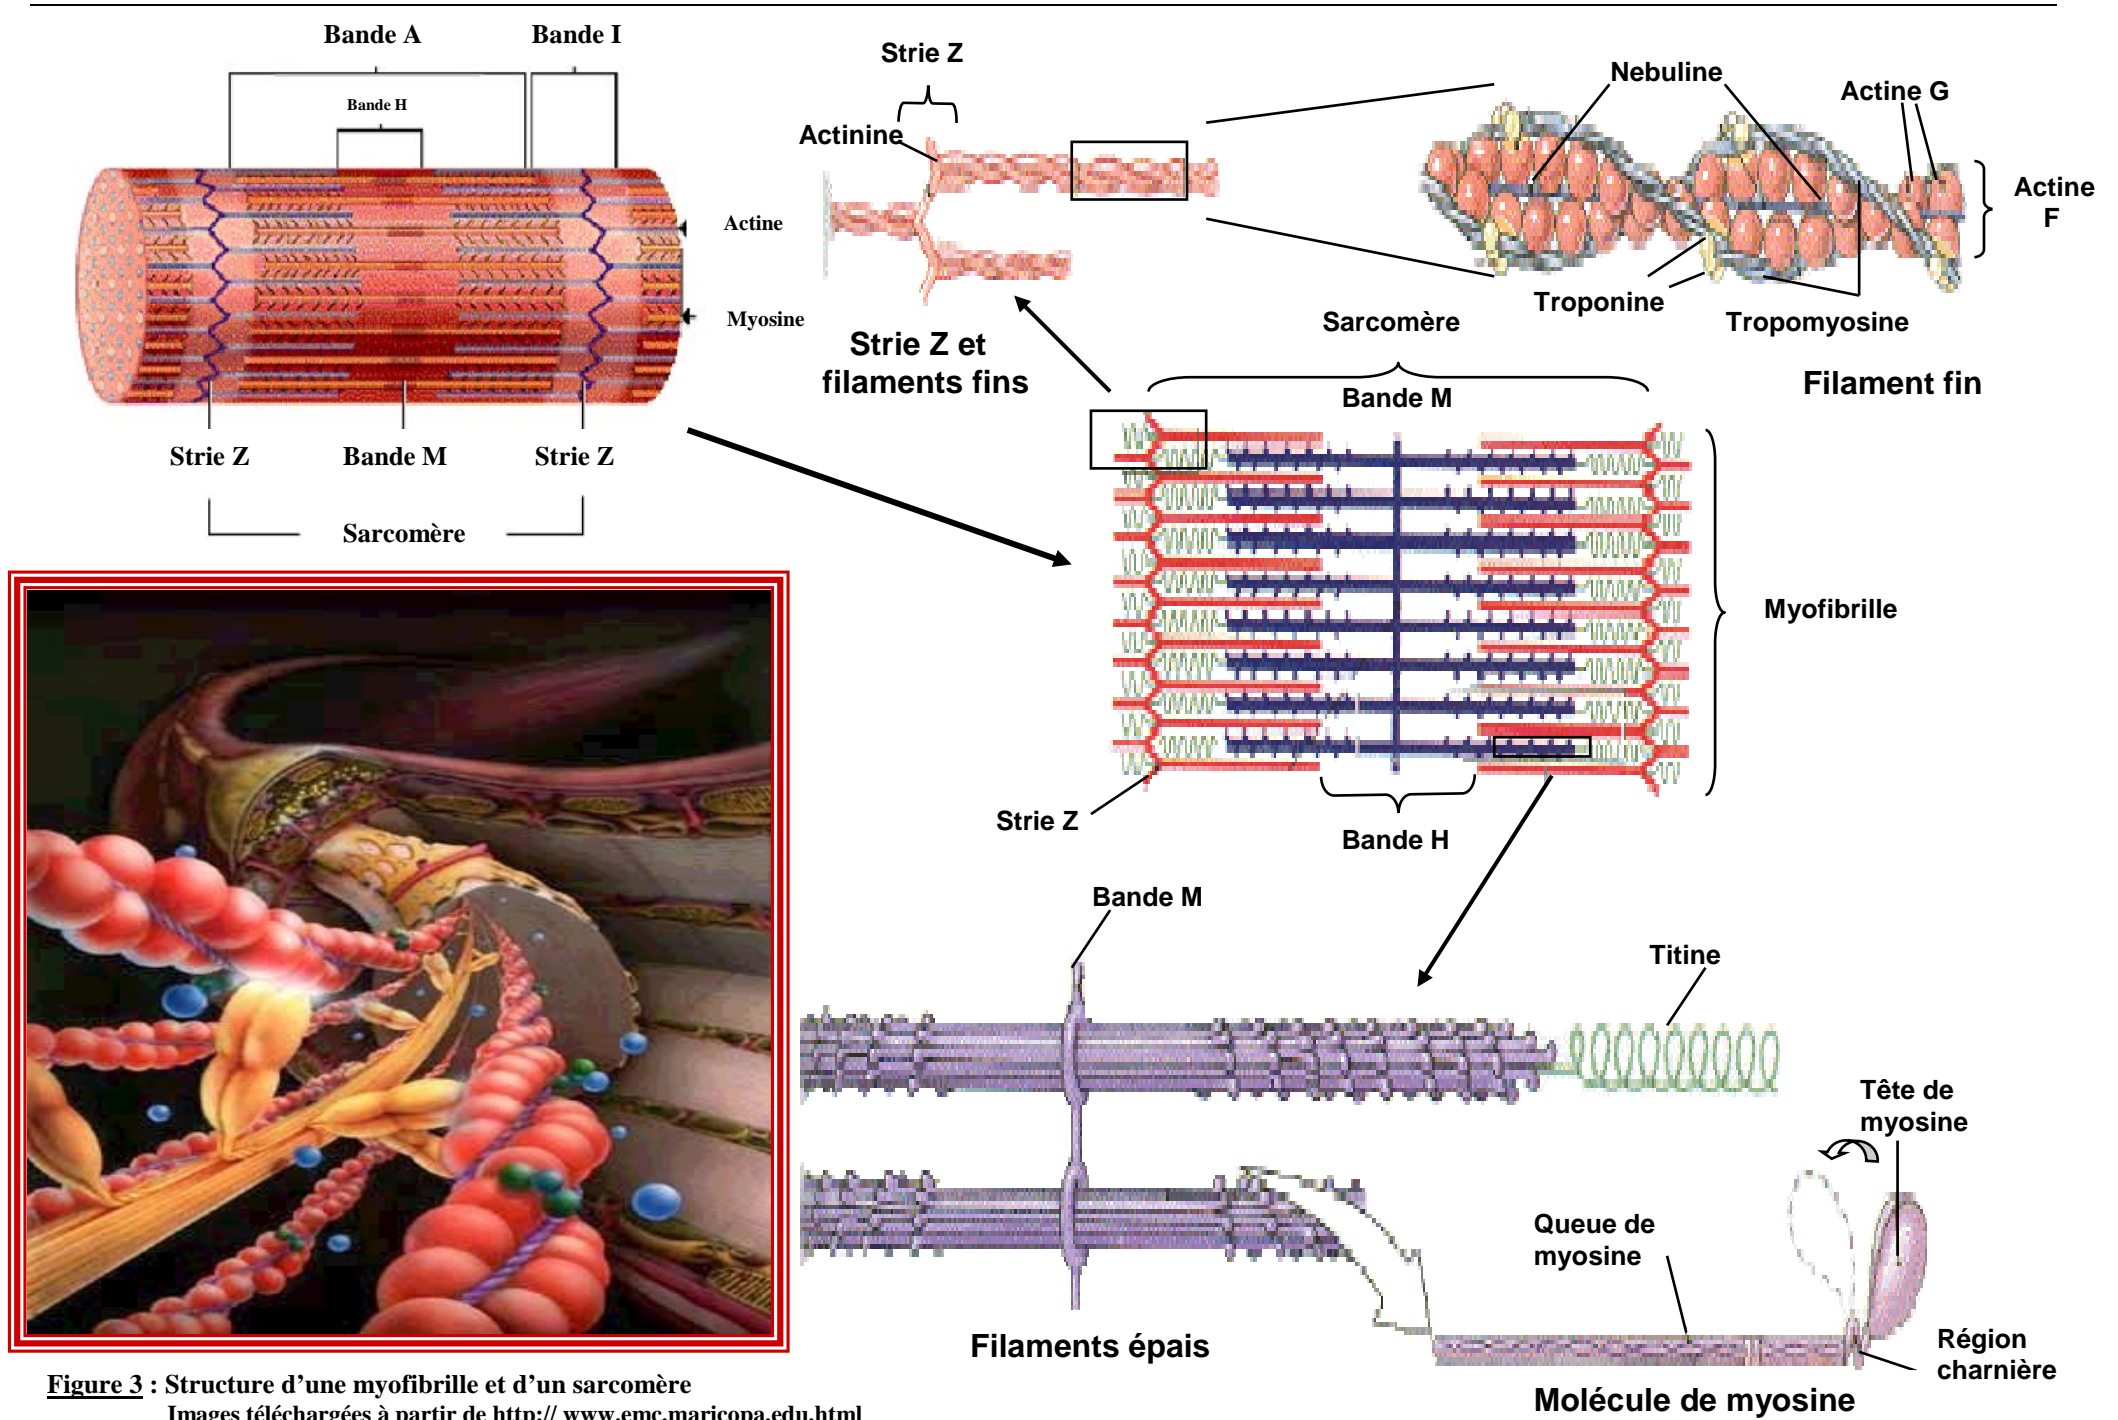 Bande A
Bande I
Bande H
Actine
Myosine
Strie Z
Bande M
Strie Z
Sarcomère
Strie Z
Actinine
Strie Z et
filaments fins
Nebuline
Actine G
Actine
F
Troponine
Tropomyosine
Filament fin
Sarcomère
Bande M
Myofibrille
Strie Z
Bande H
Bande M
Titine
Tête de
myosine
Queue de
myosine
Région
charnière
Filaments épais
Molécule de myosine
Figure 3 : Structure d’une myofibrille et d’un sarcomère
Images téléchargées à partir de http:// www.emc.maricopa.edu.html